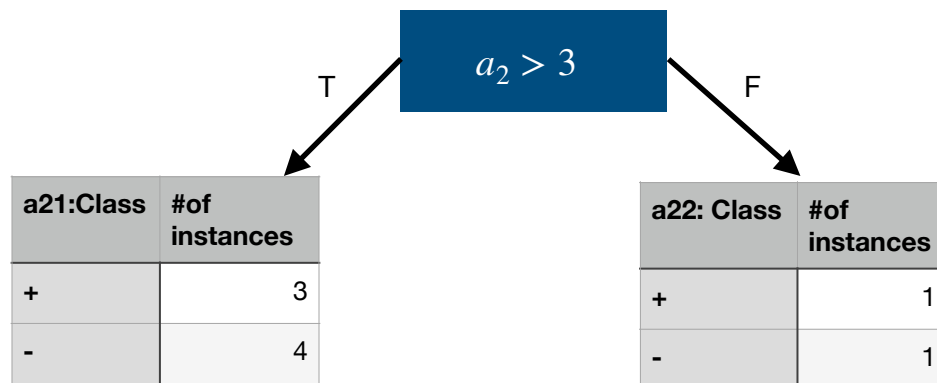 a₂ > 3
T
F
a21:Class #of instances
+ 3
- 4
a22: Class #of instances
+ 1
- 1